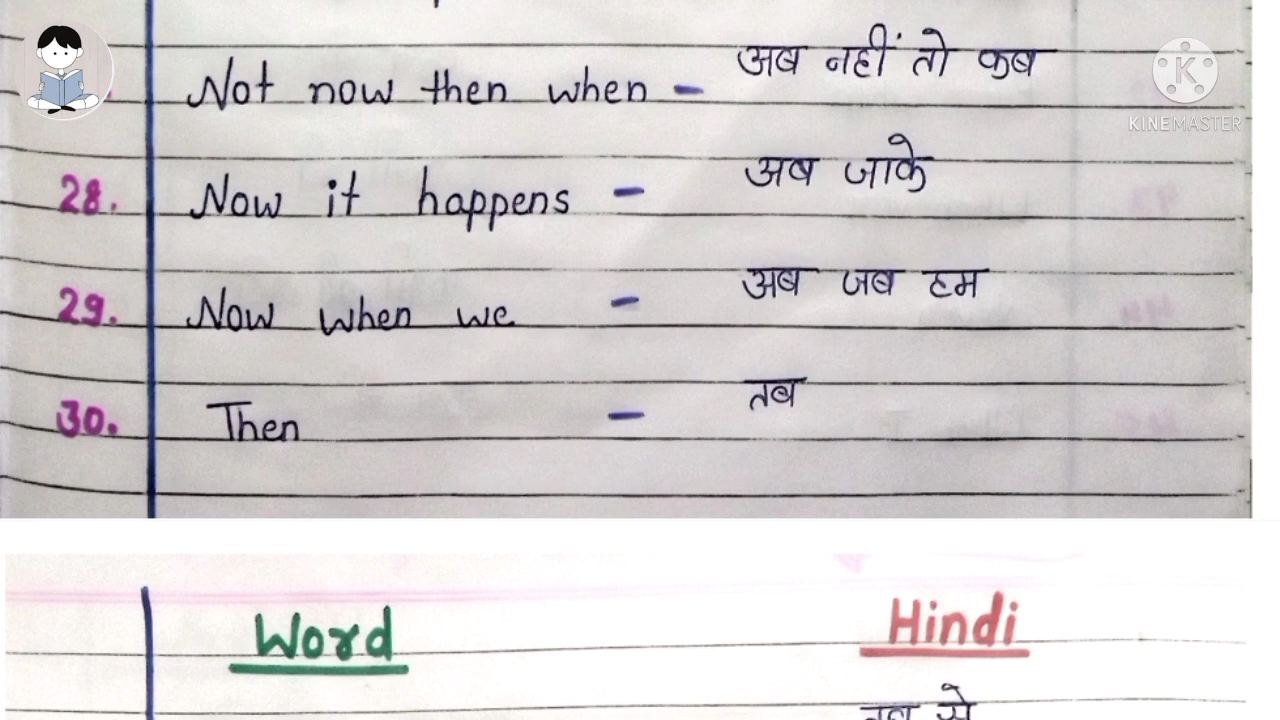 Not now then when - अब नहीं तो कब
KINEMASTER
28. Now it happens - अब जाके
29. Now when we - अब जब हम
30. Then - तब
Word Hindi